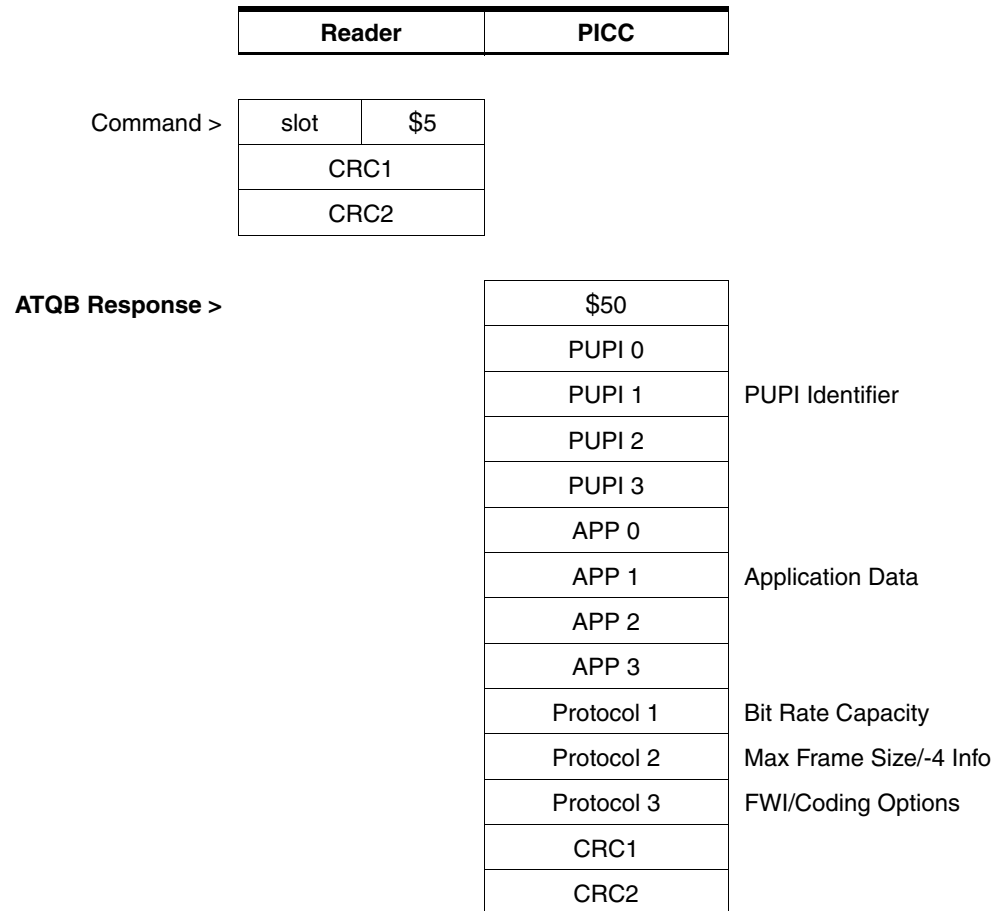 Reader PICC
Command > slot $5
CRC1
CRC2
ATQB Response > $50
PUPI 0
PUPI 1 PUPI Identifier
PUPI 2
PUPI 3
APP 0
APP 1 Application Data
APP 2
APP 3
Protocol 1 Bit Rate Capacity
Protocol 2 Max Frame Size/-4 Info
Protocol 3 FWI/Coding Options
CRC1
CRC2